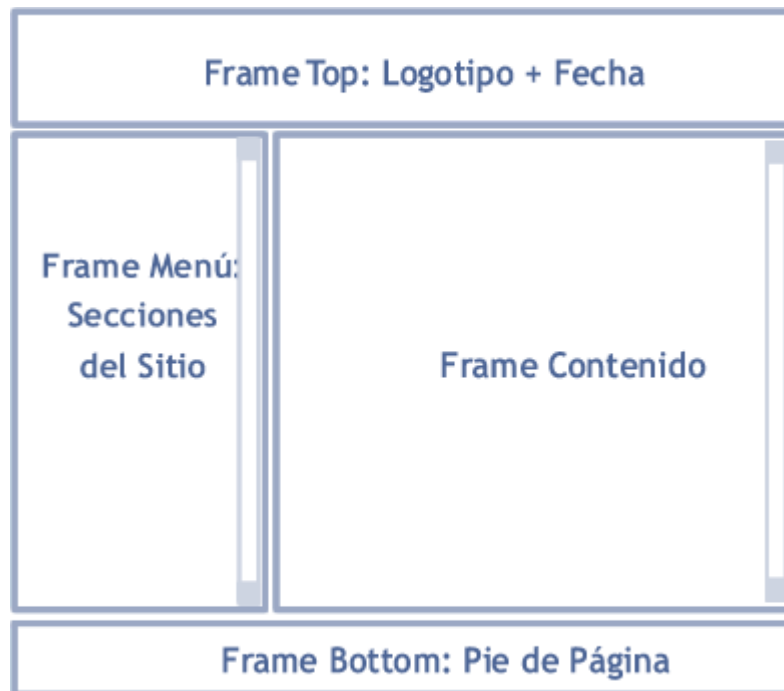 Frame Top: Logotipo + Fecha
Frame Menú:
Secciones
del Sitio
Frame Contenido
Frame Bottom: Pie de Página